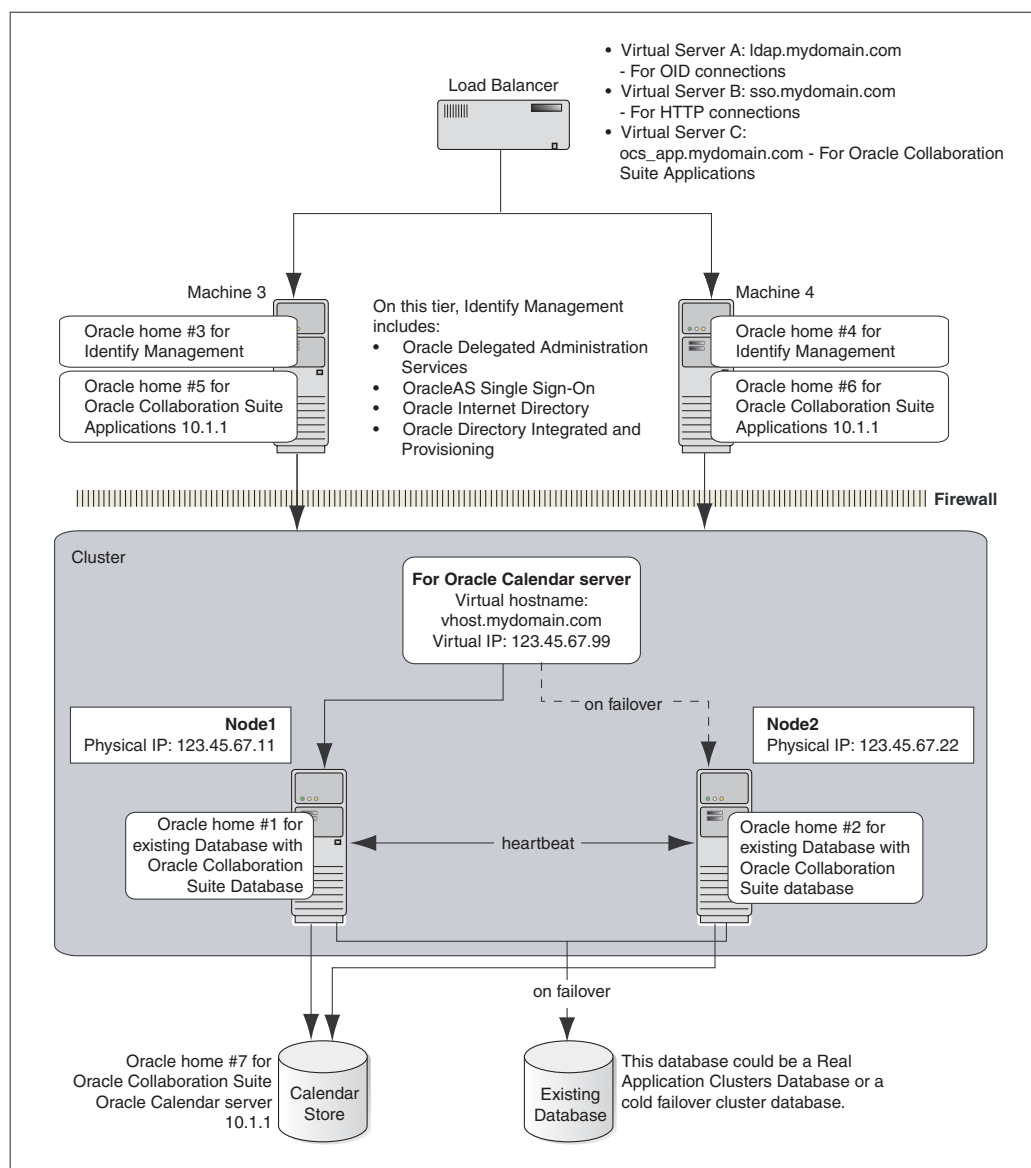 • Virtual Server A: ldap.mydomain.com
- For OID connections
• Virtual Server B: sso.mydomain.com
- For HTTP connections
• Virtual Server C:
ocs_app.mydomain.com - For Oracle Collaboration
Suite Applications
Load Balancer
Machine 3
Oracle home #3 for
Identify Management
Oracle home #5 for
Oracle Collaboration Suite
Applications 10.1.1
On this tier, Identify Management
includes:
• Oracle Delegated Administration
Services
• OracleAS Single Sign-On
• Oracle Internet Directory
• Oracle Directory Integrated and
Provisioning
Machine 4
Oracle home #4 for
Identify Management
Oracle home #6 for
Oracle Collaboration Suite
Applications 10.1.1
Firewall
Cluster
For Oracle Calendar server
Virtual hostname:
vhost.mydomain.com
Virtual IP: 123.45.67.99
on failover
Node1
Physical IP: 123.45.67.11
Node2
Physical IP: 123.45.67.22
Oracle home #1 for
existing Database with
Oracle Collaboration
Suite Database
heartbeat
Oracle home #2 for
existing Database with
Oracle Collaboration
Suite database
on failover
Oracle home #7 for
Oracle Collaboration Suite
Oracle Calendar server
10.1.1
Calendar
Store
Existing
Database
This database could be a Real
Application Clusters Database or a
cold failover cluster database.